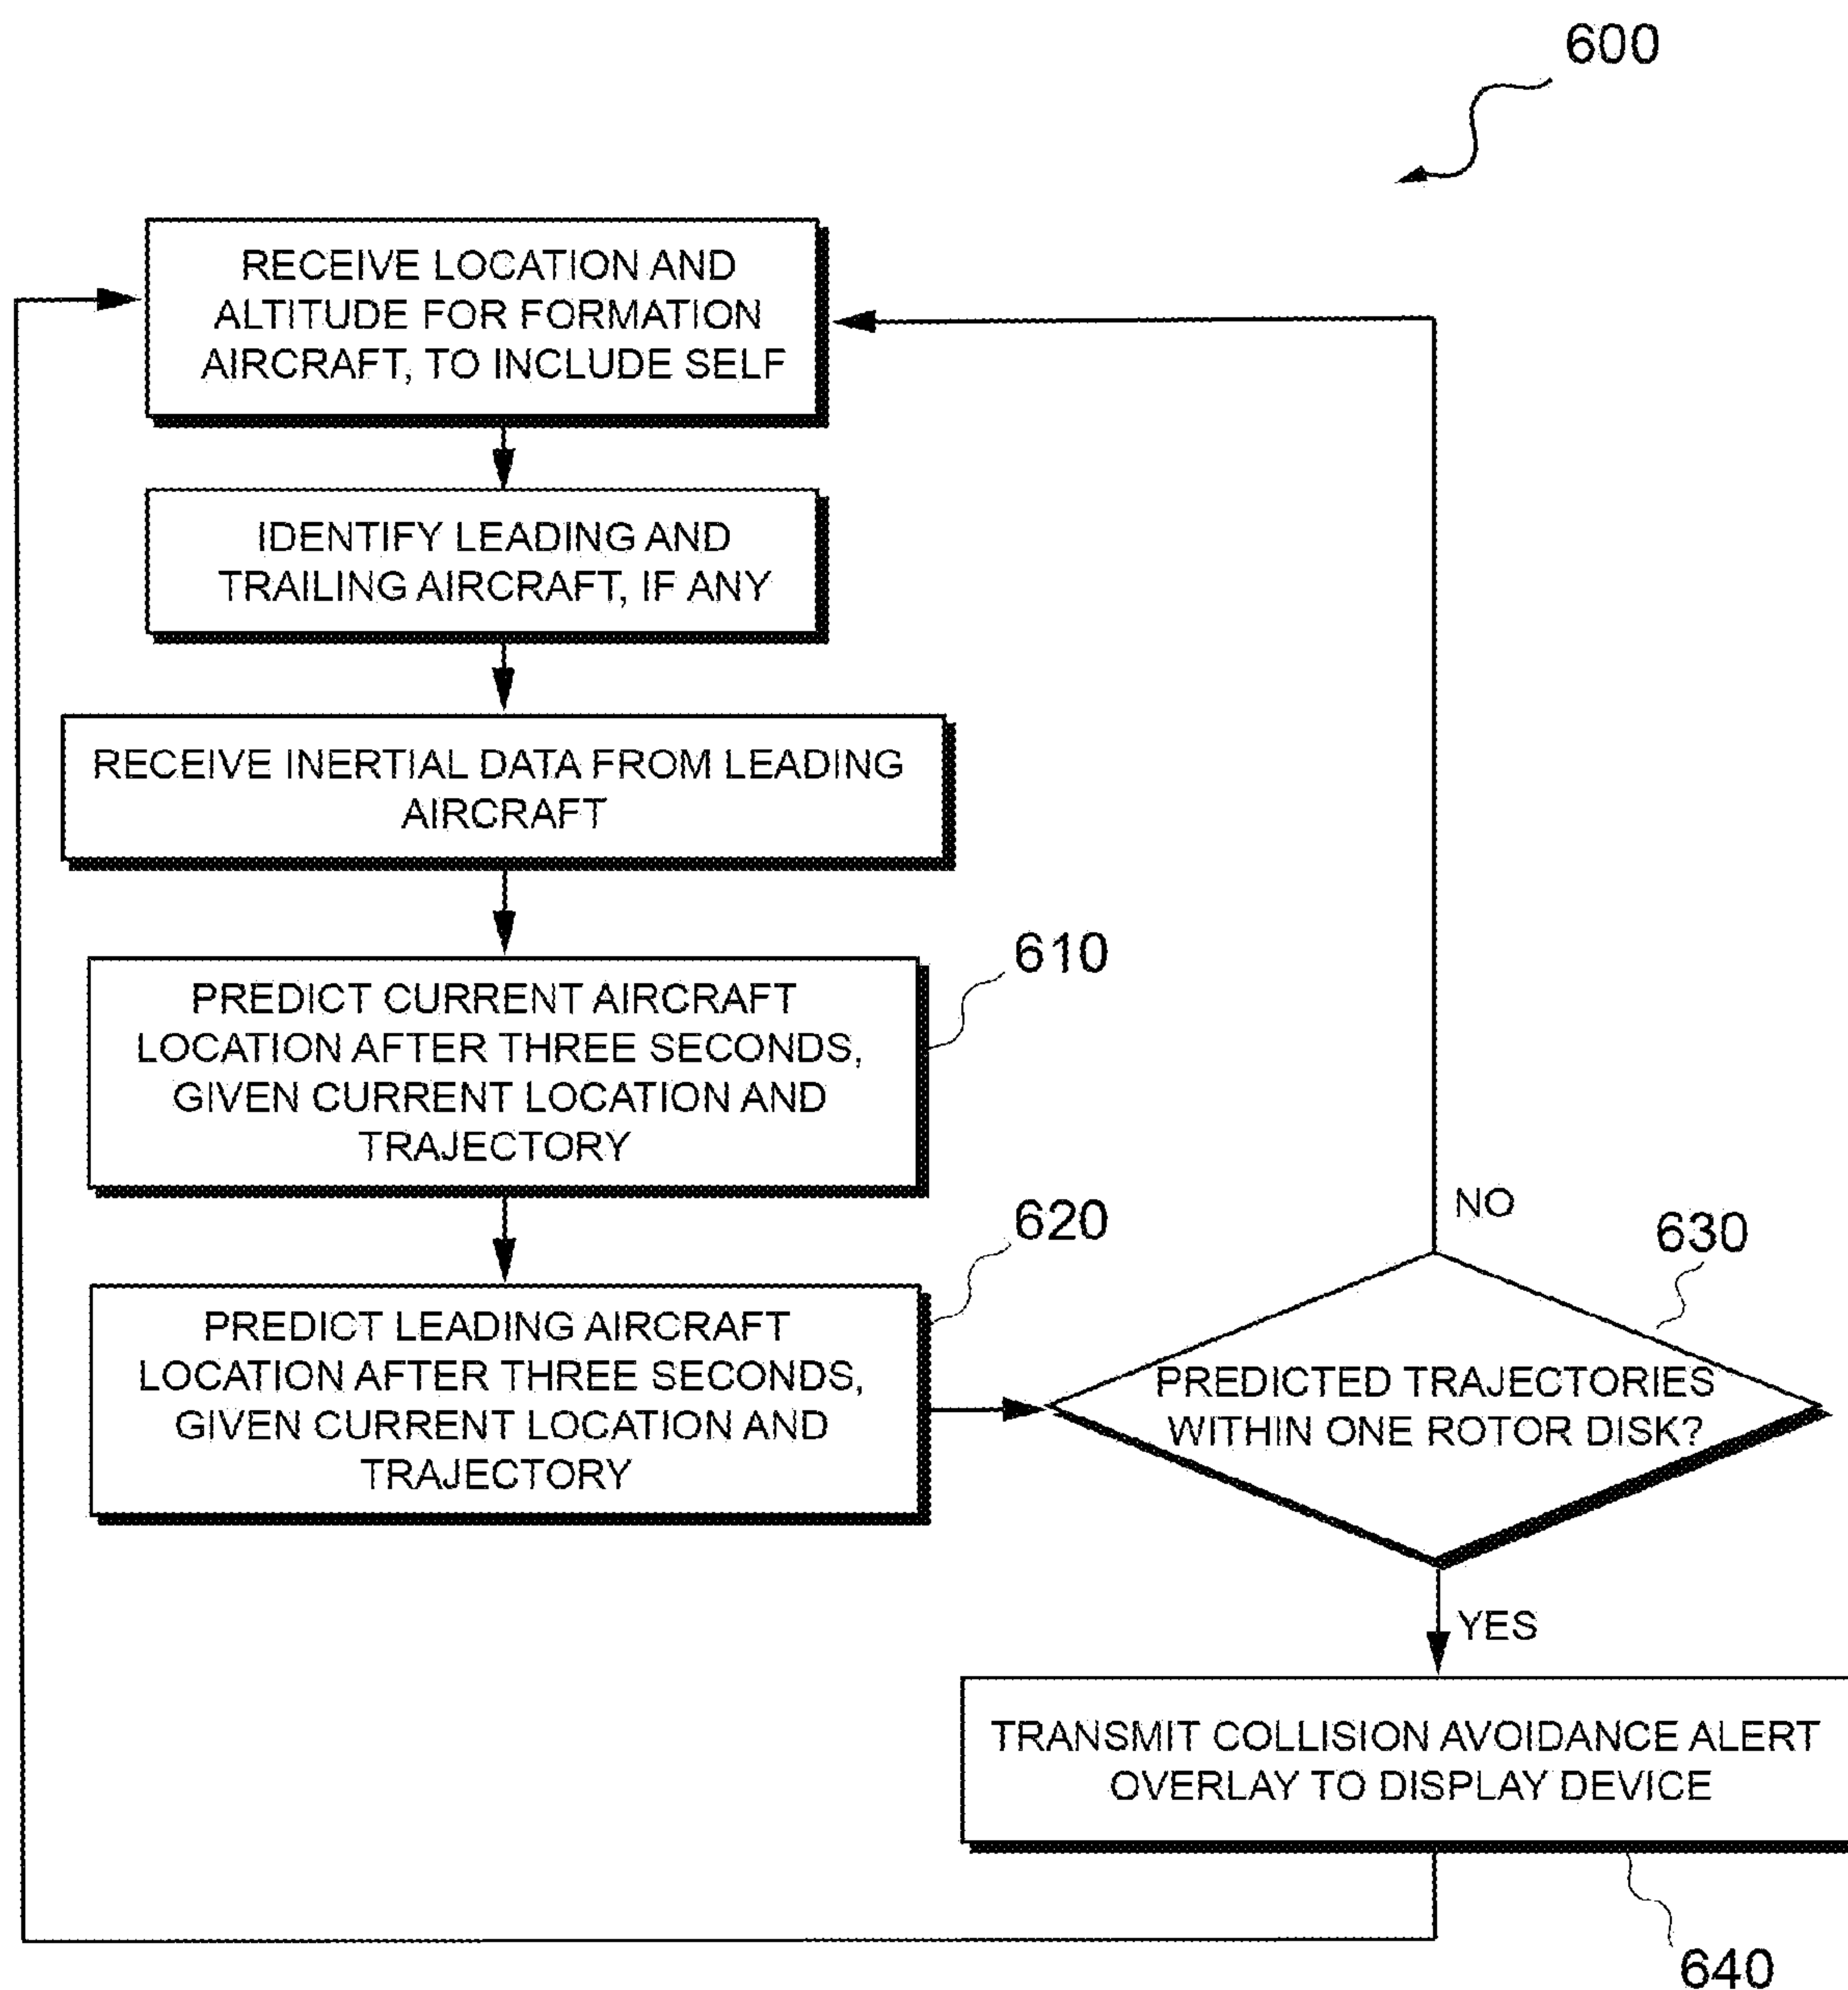 600
RECEIVE LOCATION AND
ALTITUDE FOR FORMATION
AIRCRAFT, TO INCLUDE SELF
IDENTIFY LEADING AND
TRAILING AIRCRAFT, IF ANY
RECEIVE INERTIAL DATA FROM LEADING
AIRCRAFT
610
PREDICT CURRENT AIRCRAFT
LOCATION AFTER THREE SECONDS,
GIVEN CURRENT LOCATION AND
TRAJECTORY
620
PREDICT LEADING AIRCRAFT
LOCATION AFTER THREE SECONDS,
GIVEN CURRENT LOCATION AND
TRAJECTORY
NO
630
PREDICTED TRAJECTORIES
WITHIN ONE ROTOR DISK?
YES
TRANSMIT COLLISION AVOIDANCE ALERT
OVERLAY TO DISPLAY DEVICE
640